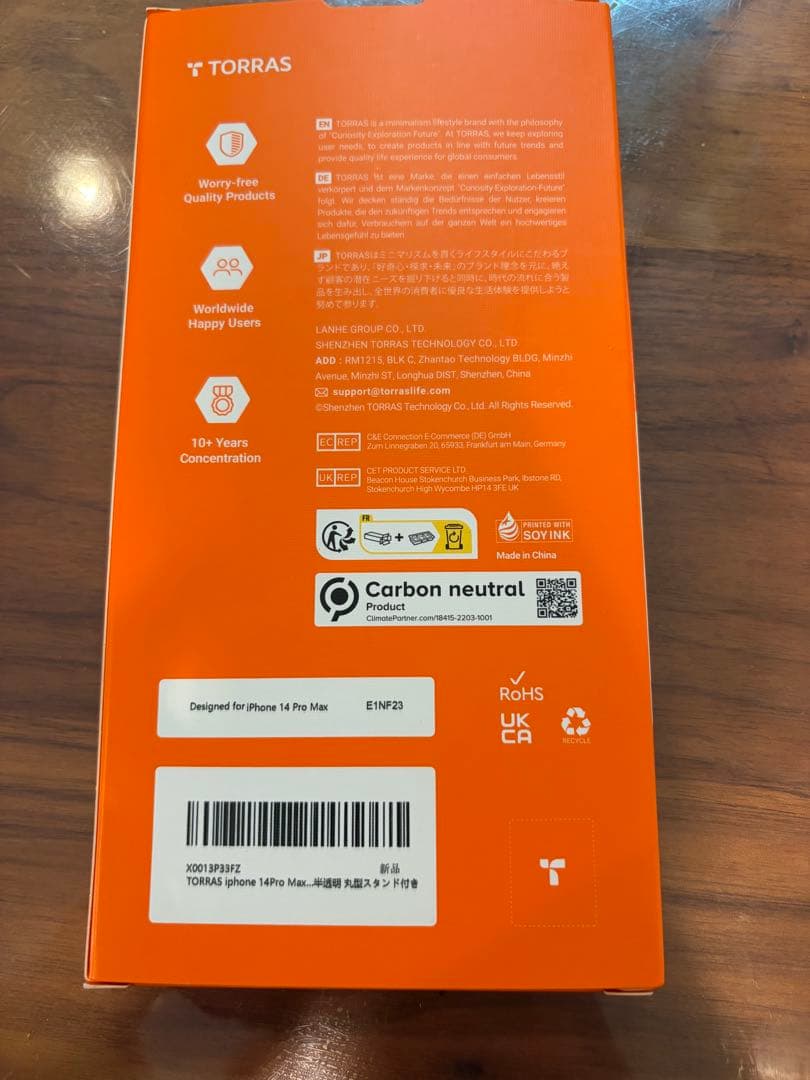 TORRAS
Worry-free
Quality Products
Worldwide
Happy Users
10+ Years
Concentration
EN TORRAS is a minimalism lifestyle brand with the philosophy
of "Curiosity Exploration Future". At TORRAS, we keep exploring
user needs, to create products in line with future trends and
provide quality life experience for global consumers.
DE TORRAS ist eine Marke, die einen einfachen Lebensstil
verkörpert und dem Markenkonzept "Curiosity-Exploration-Future"
folgt. Wir decken ständig die Bedürfnisse der Nutzer, kreieren
Produkte, die den zukünftigen Trends entsprechen und engagieren
sich dafür, Verbrauchern auf der ganzen Welt ein hochwertiges
Lebensgefühl zu bieten.
JP TORRASはミニマリズムを貫くライフスタイルにこだわるブ
ランドであり、「好奇心・探求・未来」のブランド理念を元に、絶え
ず顧客の潜在ニーズを掘り下げると同時に、時代の流れに合う製
品を生み出し、全世界の消費者に優良な生活体験を提供しようと
努めて参ります。
LANHE GROUP CO., LTD.
SHENZHEN TORRAS TECHNOLOGY CO., LTD.
ADD : RM1215, BLK C, Zhantao Technology BLDG, Minzhi
Avenue, Minzhi ST, Longhua DIST, Shenzhen, China
support@torraslife.com
©Shenzhen TORRAS Technology Co., Ltd. All Rights Reserved.
EC REP C&E Connection E-Commerce (DE) GmbH
Zum Linnegraben 20, 65933, Frankfurt am Main, Germany
UK REP CET PRODUCT SERVICE LTD.
Beacon House Stokenchurch Business Park, Ibstone RD,
Stokenchurch High Wycombe HP14 3FE UK
FR
+
PRINTED WITH
SOY INK
Made in China
Carbon neutral
Product
ClimatePartner.com/18415-2203-1001
Designed for iPhone 14 Pro Max E1NF23
RoHS
UK
CA
RECYCLE
X0013P33FZ 新品
TORRAS iphone 14Pro Max...半透明 丸型スタンド付き